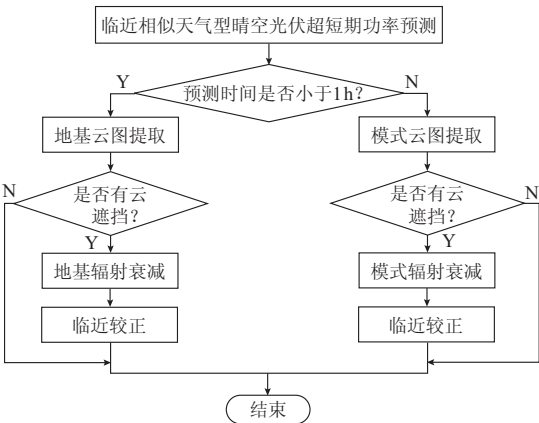 临近相似天气型晴空光伏超短期功率预测
Y
预测时间是否小于1h?
N
地基云图提取
模式云图提取
N
是否有云
遮挡?
Y
是否有云
遮挡?
N
Y
地基辐射衰减
模式辐射衰减
临近较正
临近较正
结束